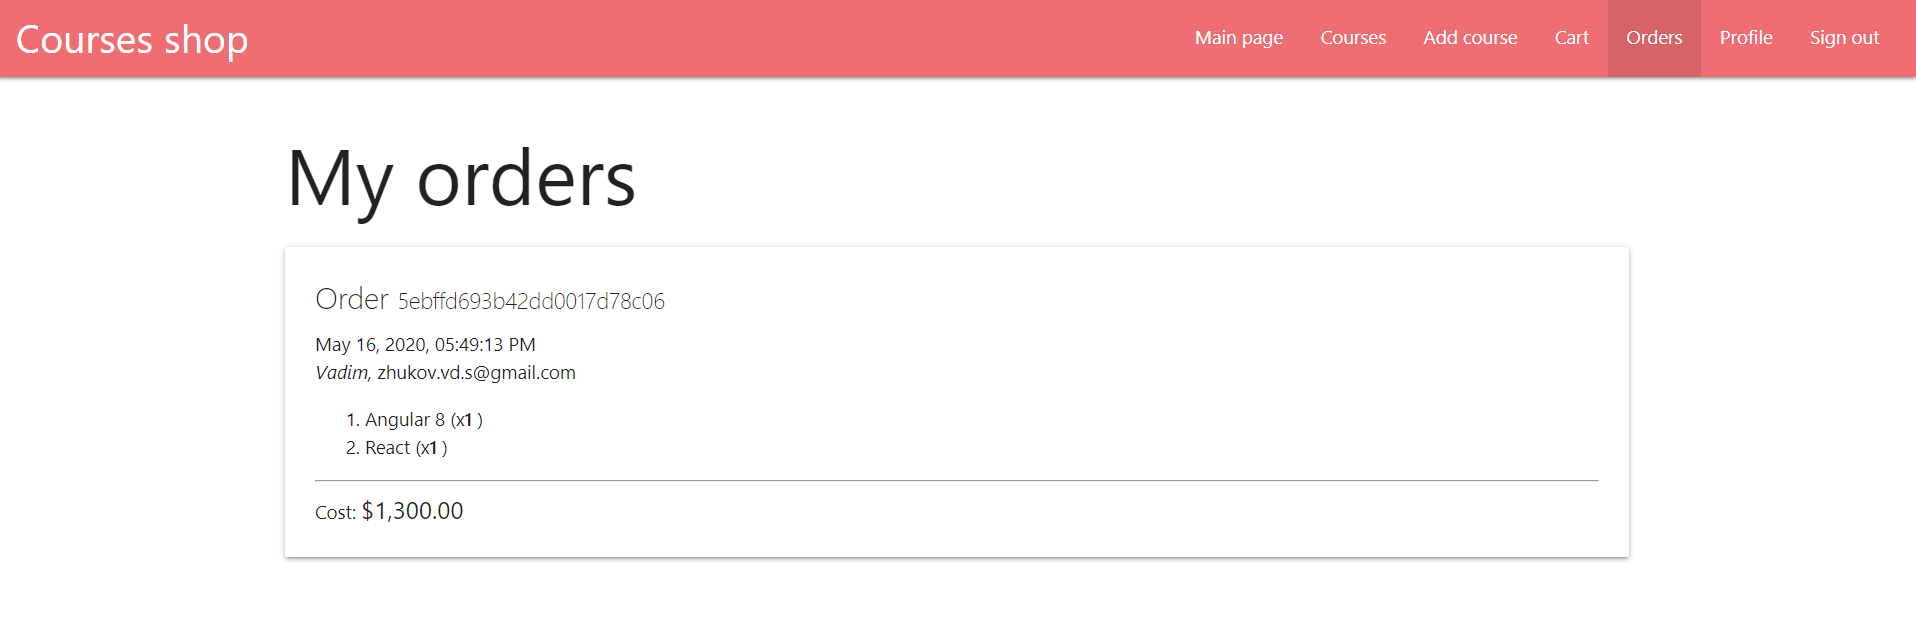 Courses shop
Main page Courses Add course Cart Orders Profile Sign out
My orders
Order 5ebffd693b42dd0017d78c06
May 16, 2020, 05:49:13 PM
Vadim, zhukov.vd.s@gmail.com
1. Angular 8 (x1 )
2. React (x1 )
Cost: $1,300.00